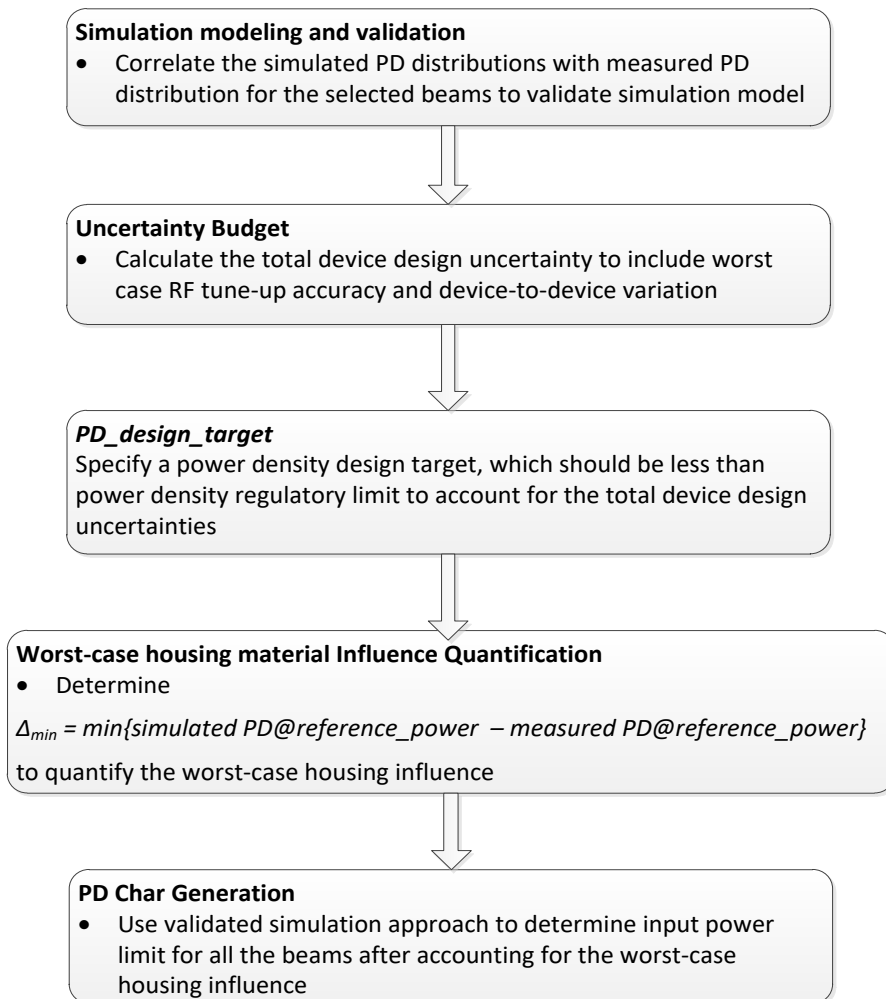 Simulation modeling and validation
• Correlate the simulated PD distributions with measured PD
distribution for the selected beams to validate simulation model
Uncertainty Budget
• Calculate the total device design uncertainty to include worst
case RF tune-up accuracy and device-to-device variation
PD_design_target
Specify a power density design target, which should be less than
power density regulatory limit to account for the total device design
uncertainties
Worst-case housing material Influence Quantification
• Determine
Δmin = min{simulated PD@reference_power – measured PD@reference_power}
to quantify the worst-case housing influence
PD Char Generation
• Use validated simulation approach to determine input power
limit for all the beams after accounting for the worst-case
housing influence